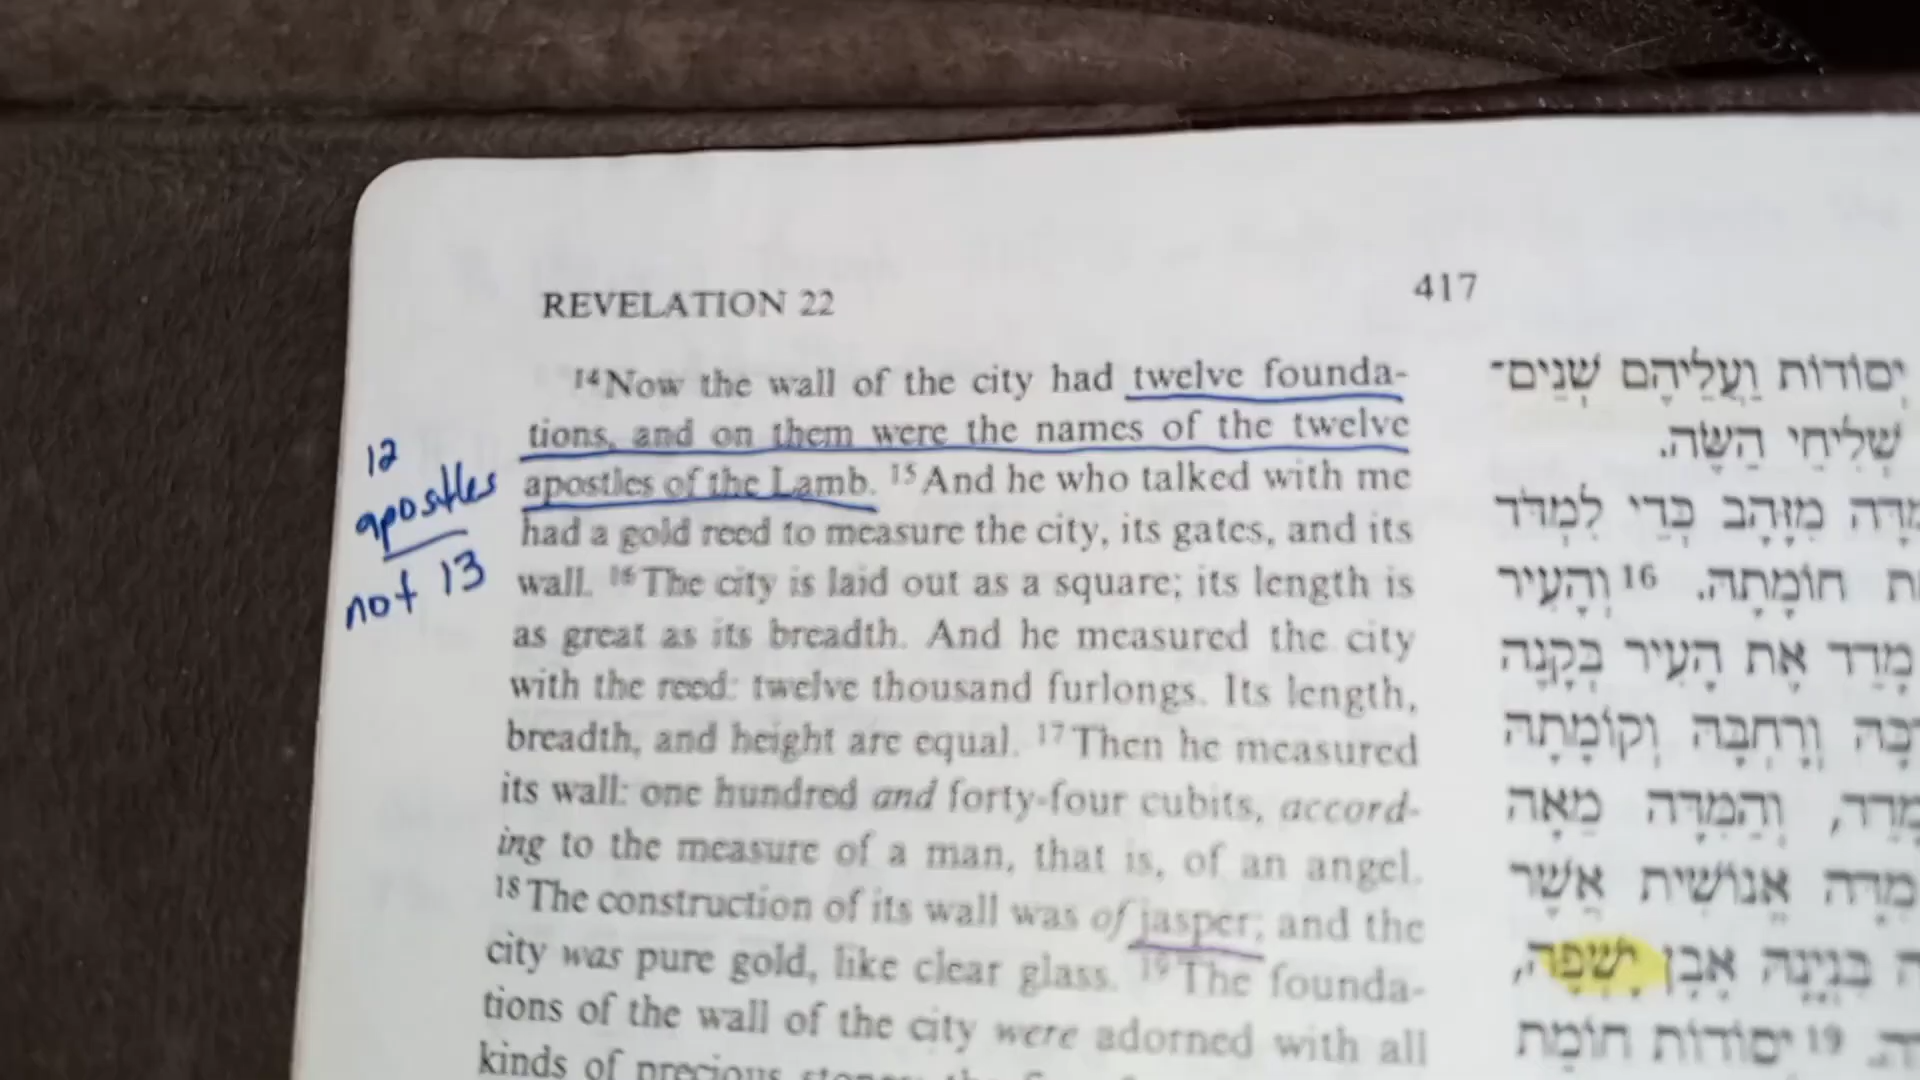 REVELATION 22
417
¹⁴Now the wall of the city had twelve founda-
tions, and on them were the names of the twelve
apostles of the Lamb. ¹⁵And he who talked with me
had a gold reed to measure the city, its gates, and its
wall. ¹⁶The city is laid out as a square; its length is
as great as its breadth. And he measured the city
with the reed: twelve thousand furlongs. Its length,
breadth, and height are equal. ¹⁷Then he measured
its wall: one hundred and forty-four cubits, accord-
ing to the measure of a man, that is, of an angel.
¹⁸The construction of its wall was of jasper; and the
city was pure gold, like clear glass. ¹⁹The founda-
tions of the wall of the city were adorned with all
kinds of precious
12
apostles
not 13
יְסוֹדוֹת וַעֲלֵיהֶם שְׁנֵים־
שְׁלִיחֵי הַשֶּׂה.
מִזָּהָב כְּדֵי לִמְדֹּד
חוֹמָתָהּ. 16 וְהָעִיר
מָדַד אֶת הָעִיר בְּקָנֶה
וְרָחְבָּהּ וְקוֹמָתָהּ
וְהַמִּדָּה מֵאָה
מִדָּה אֱנוֹשִׁית אֲשֶׁר
בִּנְיָנָהּ אֶבֶן יָשְׁפֵה,
19 יְסוֹדוֹת חוֹמַת